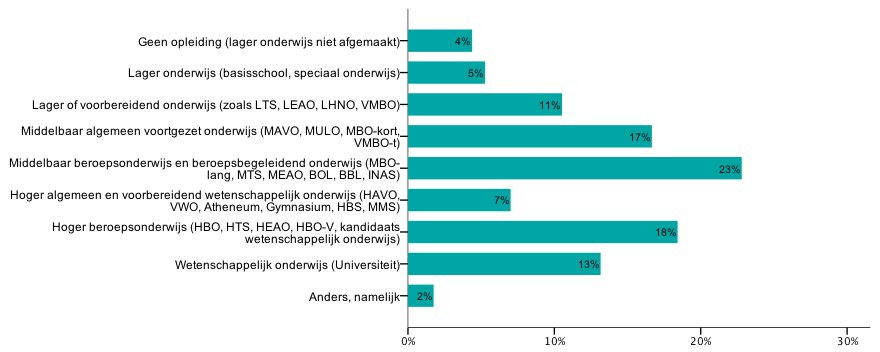 Geen opleiding (lager onderwijs niet afgemaakt)
4%
Lager onderwijs (basisschool, speciaal onderwijs)
5%
Lager of voorbereidend onderwijs (zoals LTS, LEAO, LHNO, VMBO)
11%
Middelbaar algemeen voortgezet onderwijs (MAVO, MULO, MBO-kort,
VMBO-t)
17%
Middelbaar beroepsonderwijs en beroepsbegeleidend onderwijs (MBO-
lang, MTS, MEAO, BOL, BBL, INAS)
23%
Hoger algemeen en voorbereidend wetenschappelijk onderwijs (HAVO,
VWO, Atheneum, Gymnasium, HBS, MMS)
7%
Hoger beroepsonderwijs (HBO, HTS, HEAO, HBO-V, kandidaats
wetenschappelijk onderwijs)
18%
Wetenschappelijk onderwijs (Universiteit)
13%
Anders, namelijk
2%
0% 10% 20% 30%